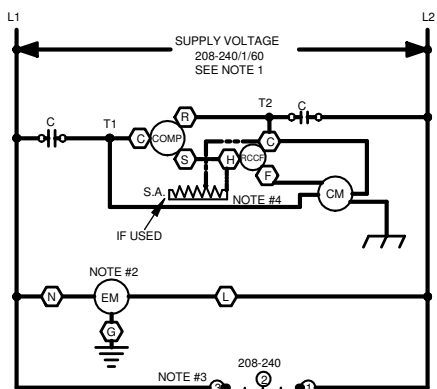 L1 L2
SUPPLY VOLTAGE
208-240/1/60
SEE NOTE 1
C T1 T2 C
R
C COMP C
S H RCCF
F
S.A. NOTE #4 CM
IF USED
NOTE #2
N EM L
G
208-240
NOTE #3 3 2 1